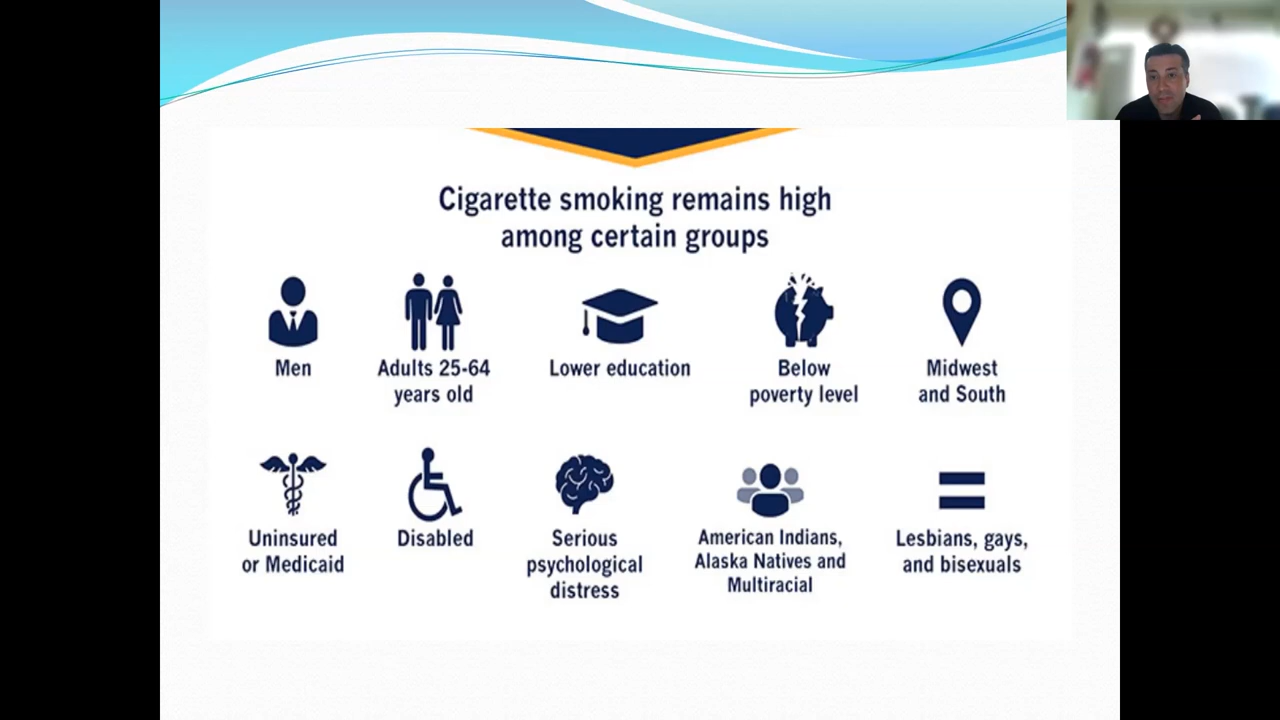 Cigarette smoking remains high
among certain groups
Men
Adults 25-64
years old
Lower education
Below
poverty level
Midwest
and South
Uninsured
or Medicaid
Disabled
Serious
psychological
distress
American Indians,
Alaska Natives and
Multiracial
Lesbians, gays,
and bisexuals